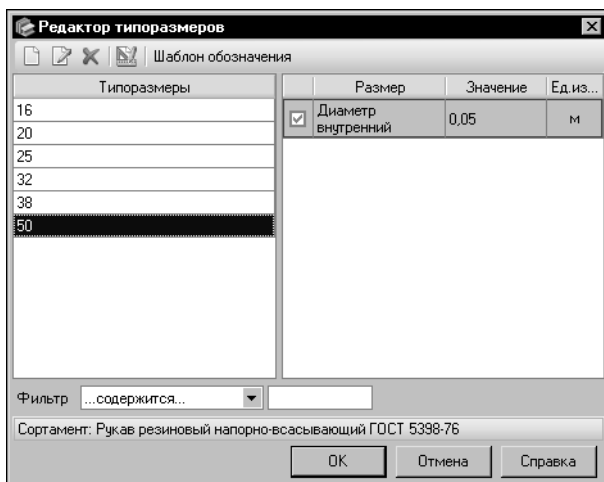 Редактор типоразмеров
Шаблон обозначения
Типоразмеры
16
20
25
32
38
50
Размер Значение Ед.из...
Диаметр внутренний 0,05 м
Фильтр ...содержится...
Сортамент: Рукав резиновый напорно-всасывающий ГОСТ 5398-76
OK Отмена Справка